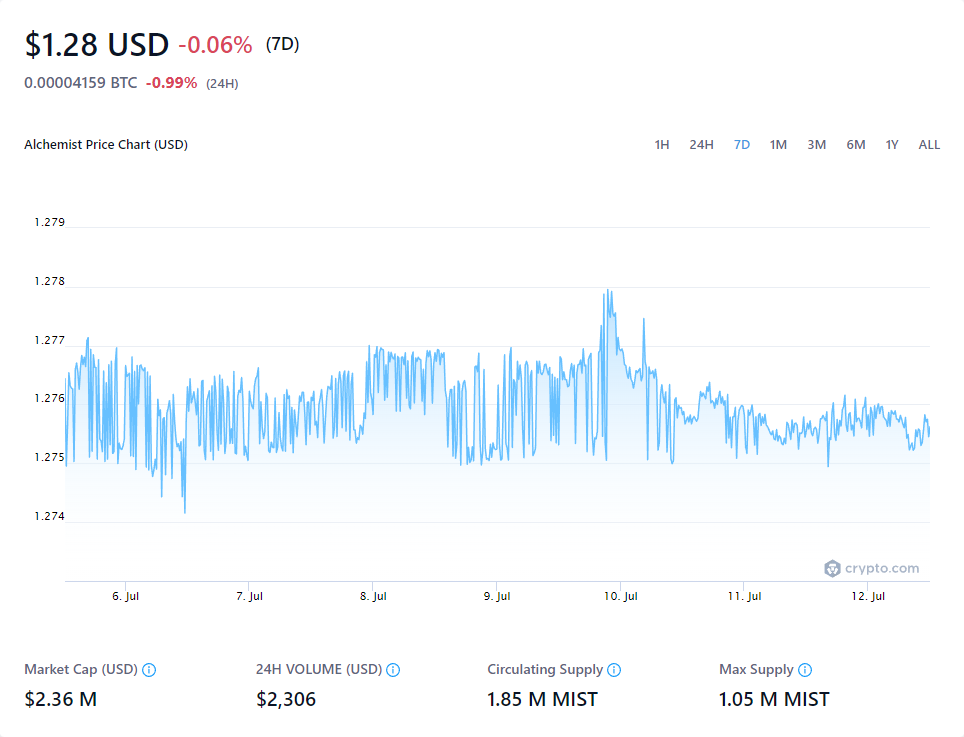 $1.28 USD -0.06% (7D)
0.00004159 BTC -0.99% (24H)
Alchemist Price Chart (USD) 1H 24H 7D 1M 3M 6M 1Y ALL
1.279
1.278
1.277
1.276
1.275
1.274
crypto.com
6. Jul 7. Jul 8. Jul 9. Jul 10. Jul 11. Jul 12. Jul
Market Cap (USD) 24H VOLUME (USD) Circulating Supply Max Supply
$2.36 M $2,306 1.85 M MIST 1.05 M MIST